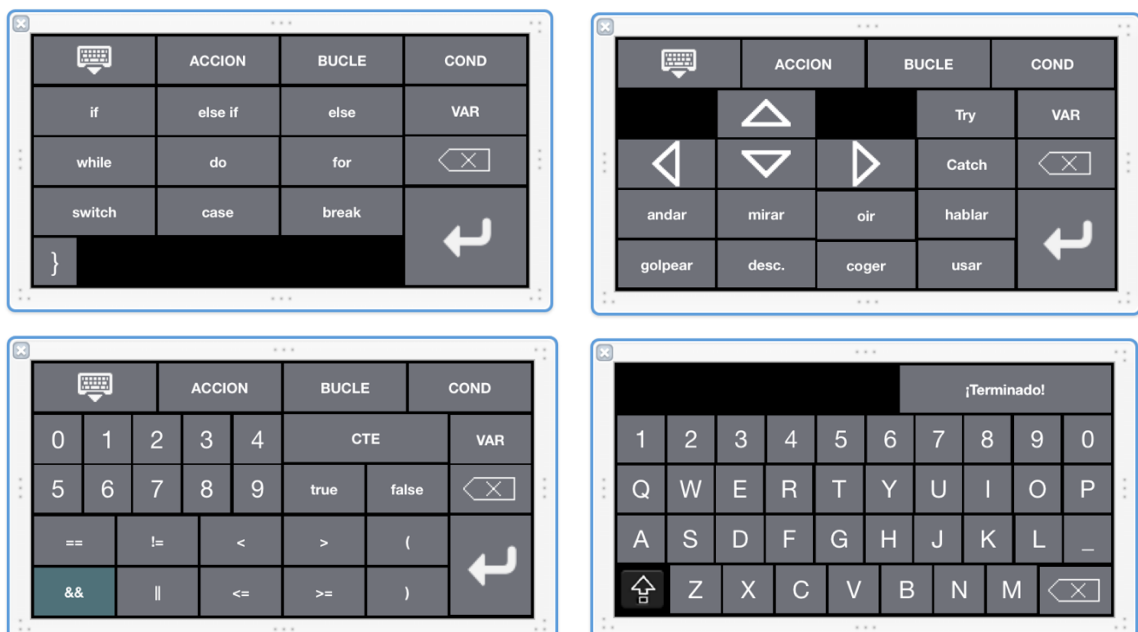 ACCION BUCLE COND
if else if else VAR
while do for
switch case break
}
ACCION BUCLE COND
Try VAR
Catch
andar mirar oir hablar
golpear desc. coger usar
ACCION BUCLE COND
0 1 2 3 4 CTE VAR
5 6 7 8 9 true false
== != < > (
&& || <= >= )
¡Terminado!
1 2 3 4 5 6 7 8 9 0
Q W E R T Y U I O P
A S D F G H J K L _
Z X C V B N M